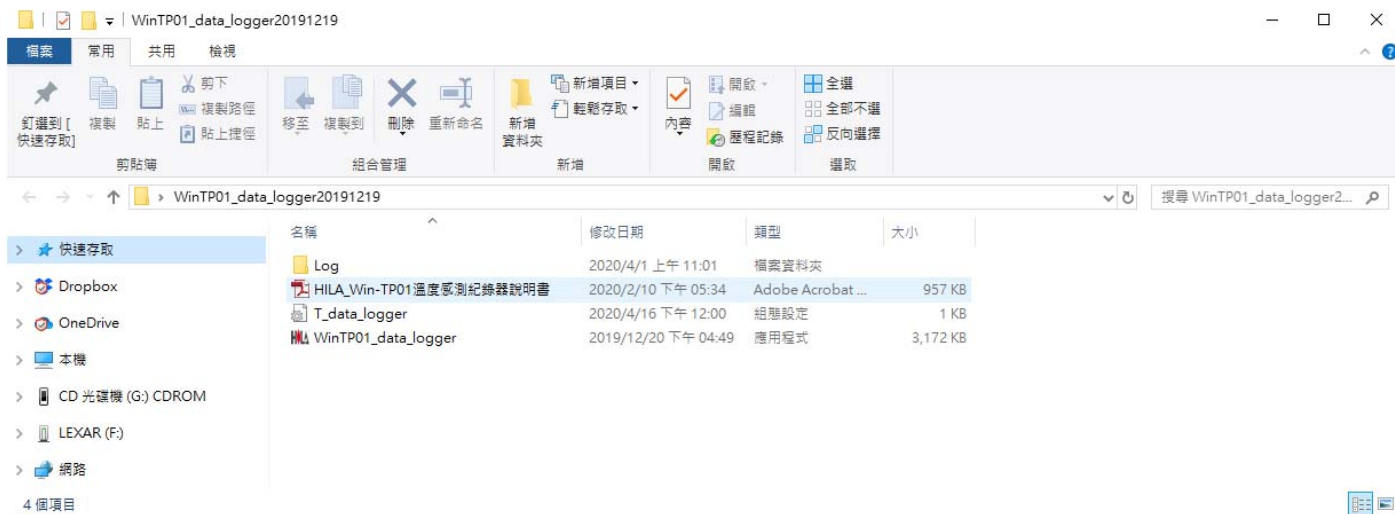 WinTP01_data_logger20191219
檔案 常用 共用 檢視
釘選到 [快速存取]
複製
貼上
剪下
複製路徑
貼上捷徑
剪貼簿
移至
複製到
刪除
重新命名
組合管理
新增資料夾
新增項目
輕鬆存取
新增
內容
開啟
編輯
歷程記錄
開啟
全選
全部不選
反向選擇
選取
WinTP01_data_logger20191219
搜尋 WinTP01_data_logger2...
名稱 修改日期 類型 大小
Log 2020/4/1 上午 11:01 檔案資料夾
HILA_Win-TP01溫度感測紀錄器說明書 2020/2/10 下午 05:34 Adobe Acrobat ... 957 KB
T_data_logger 2020/4/16 下午 12:00 組態設定 1 KB
WinTP01_data_logger 2019/12/20 下午 04:49 應用程式 3,172 KB
快速存取
Dropbox
OneDrive
本機
CD 光碟機 (G:) CDROM
LEXAR (F:)
網路
4 個項目